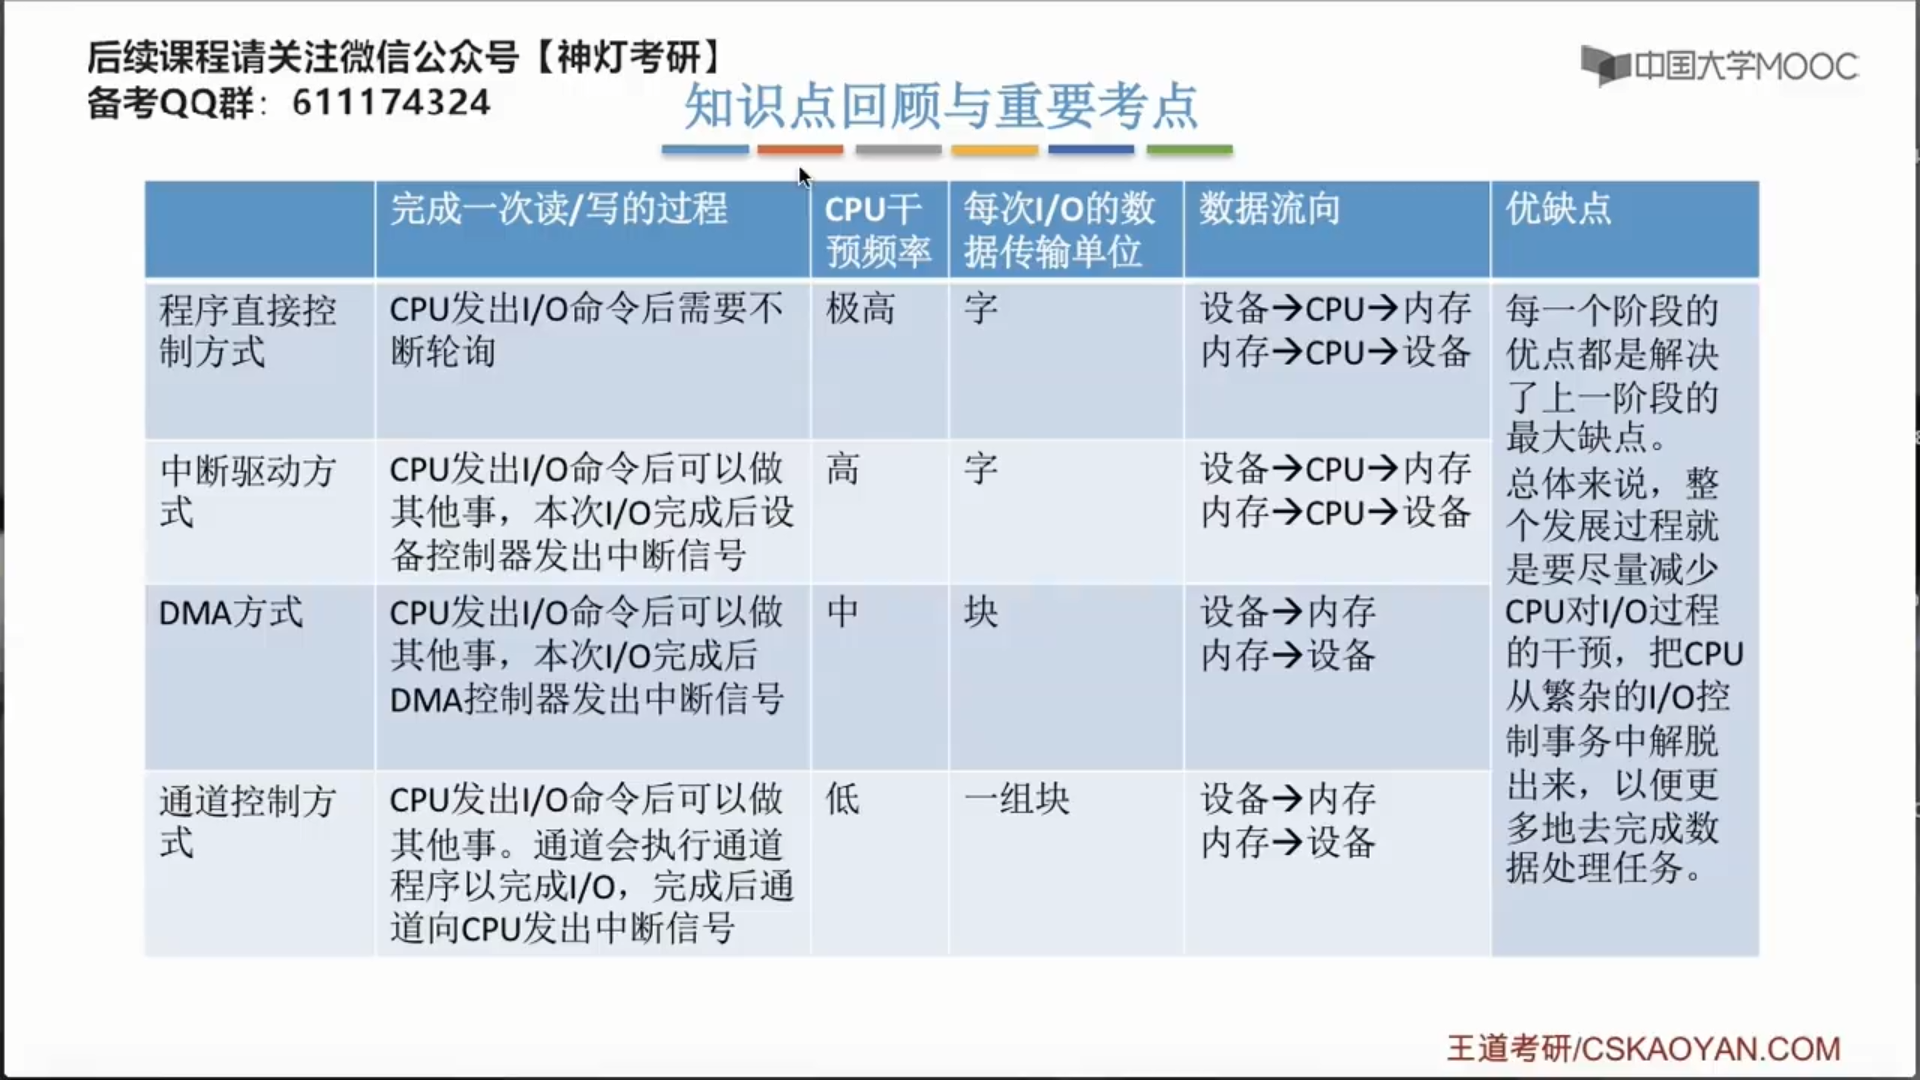 后续课程请关注微信公众号【神灯考研】
备考QQ群：611174324
中国大学MOOC
知识点回顾与重要考点
完成一次读/写的过程
CPU干
预频率
每次I/O的数
据传输单位
数据流向
优缺点
程序直接控
制方式
CPU发出I/O命令后需要不
断轮询
极高
字
设备→CPU→内存
内存→CPU→设备
中断驱动方
式
CPU发出I/O命令后可以做
其他事，本次I/O完成后设
备控制器发出中断信号
高
字
设备→CPU→内存
内存→CPU→设备
DMA方式
CPU发出I/O命令后可以做
其他事，本次I/O完成后
DMA控制器发出中断信号
中
块
设备→内存
内存→设备
通道控制方
式
CPU发出I/O命令后可以做
其他事。通道会执行通道
程序以完成I/O，完成后通
道向CPU发出中断信号
低
一组块
设备→内存
内存→设备
每一个阶段的
优点都是解决
了上一阶段的
最大缺点。
总体来说，整
个发展过程就
是要尽量减少
CPU对I/O过程
的干预，把CPU
从繁杂的I/O控
制事务中解脱
出来，以便更
多地去完成数
据处理任务。
王道考研/CSKAOYAN.COM